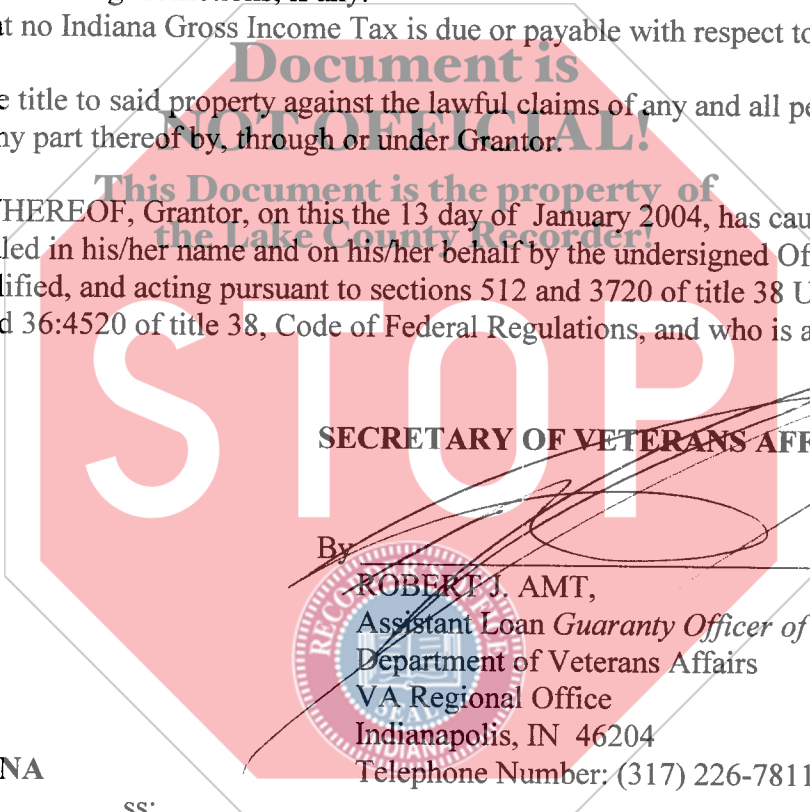 at no Indiana Gross Income Tax is due or payable with respect to
Document is
e title to said property against the lawful claims of any and all pe
NOT OFFICIAL!
ny part thereof by, through or under Grantor.
This Document is the property of
HEREOF, Grantor, on this the 13 day of January 2004, has cau
the Lake County Recorder!
led in his/her name and on his/her behalf by the undersigned Of
lified, and acting pursuant to sections 512 and 3720 of title 38 U
d 36:4520 of title 38, Code of Federal Regulations, and who is a
STOP
SECRETARY OF VETERANS AFF
By
ROBERT J. AMT,
Assistant Loan Guaranty Officer of
Department of Veterans Affairs
VA Regional Office
Indianapolis, IN 46204
Telephone Number: (317) 226-7811
SEAL
INDIANA
NA
ss: